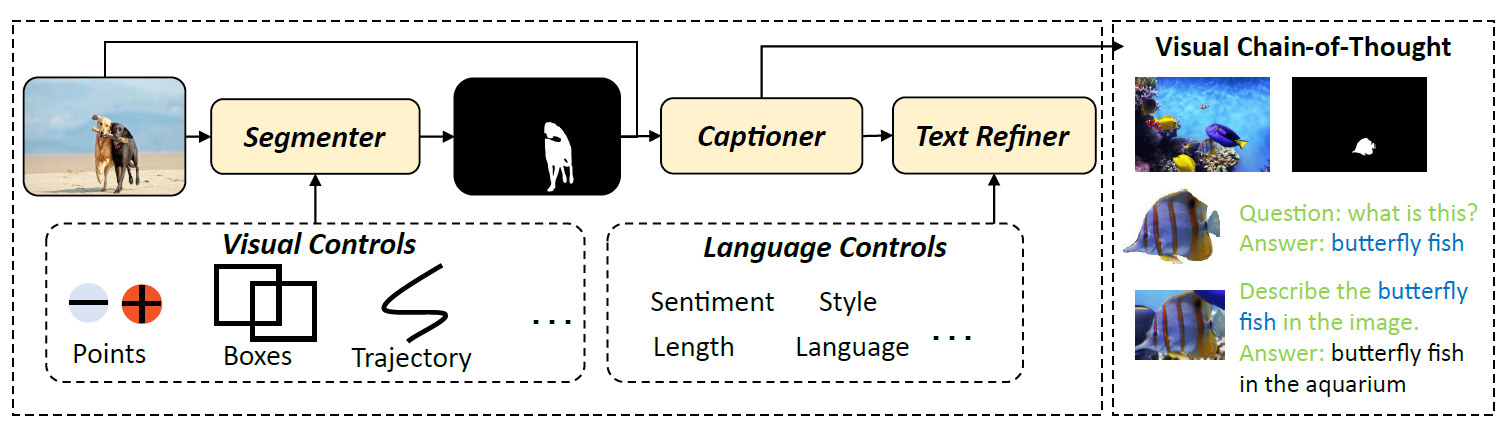 Segmenter
Captioner
Text Refiner
Visual Controls
Points
Boxes
Trajectory
. . .
Language Controls
Sentiment
Style
Length
Language
. . .
Visual Chain-of-Thought
Question: what is this?
Answer: butterfly fish
Describe the butterfly
fish in the image.
Answer: butterfly fish
in the aquarium